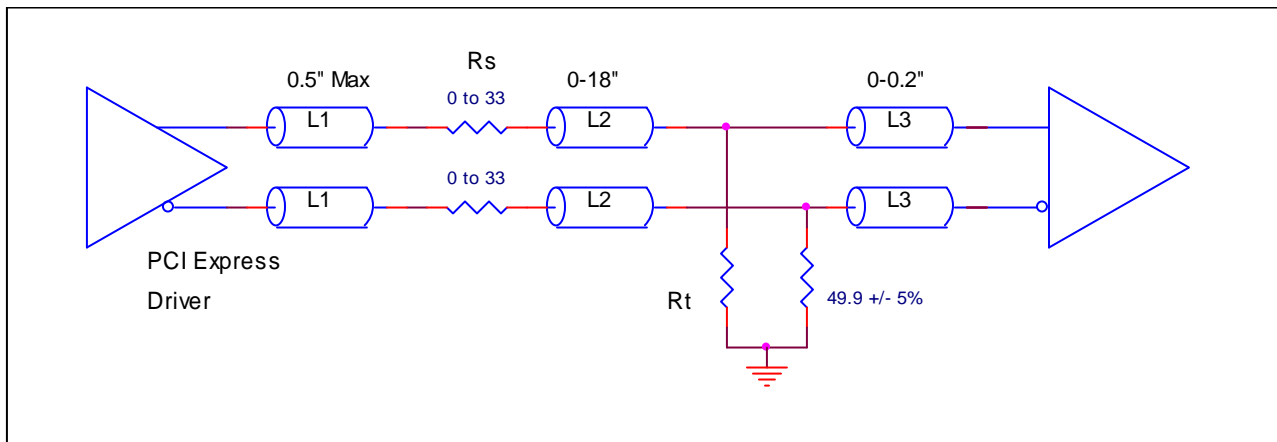 Rs
0.5" Max
0-18"
0-0.2"
0 to 33
L1
L2
L3
0 to 33
L1
L2
L3
PCI Express
Driver
Rt
49.9 +/- 5%